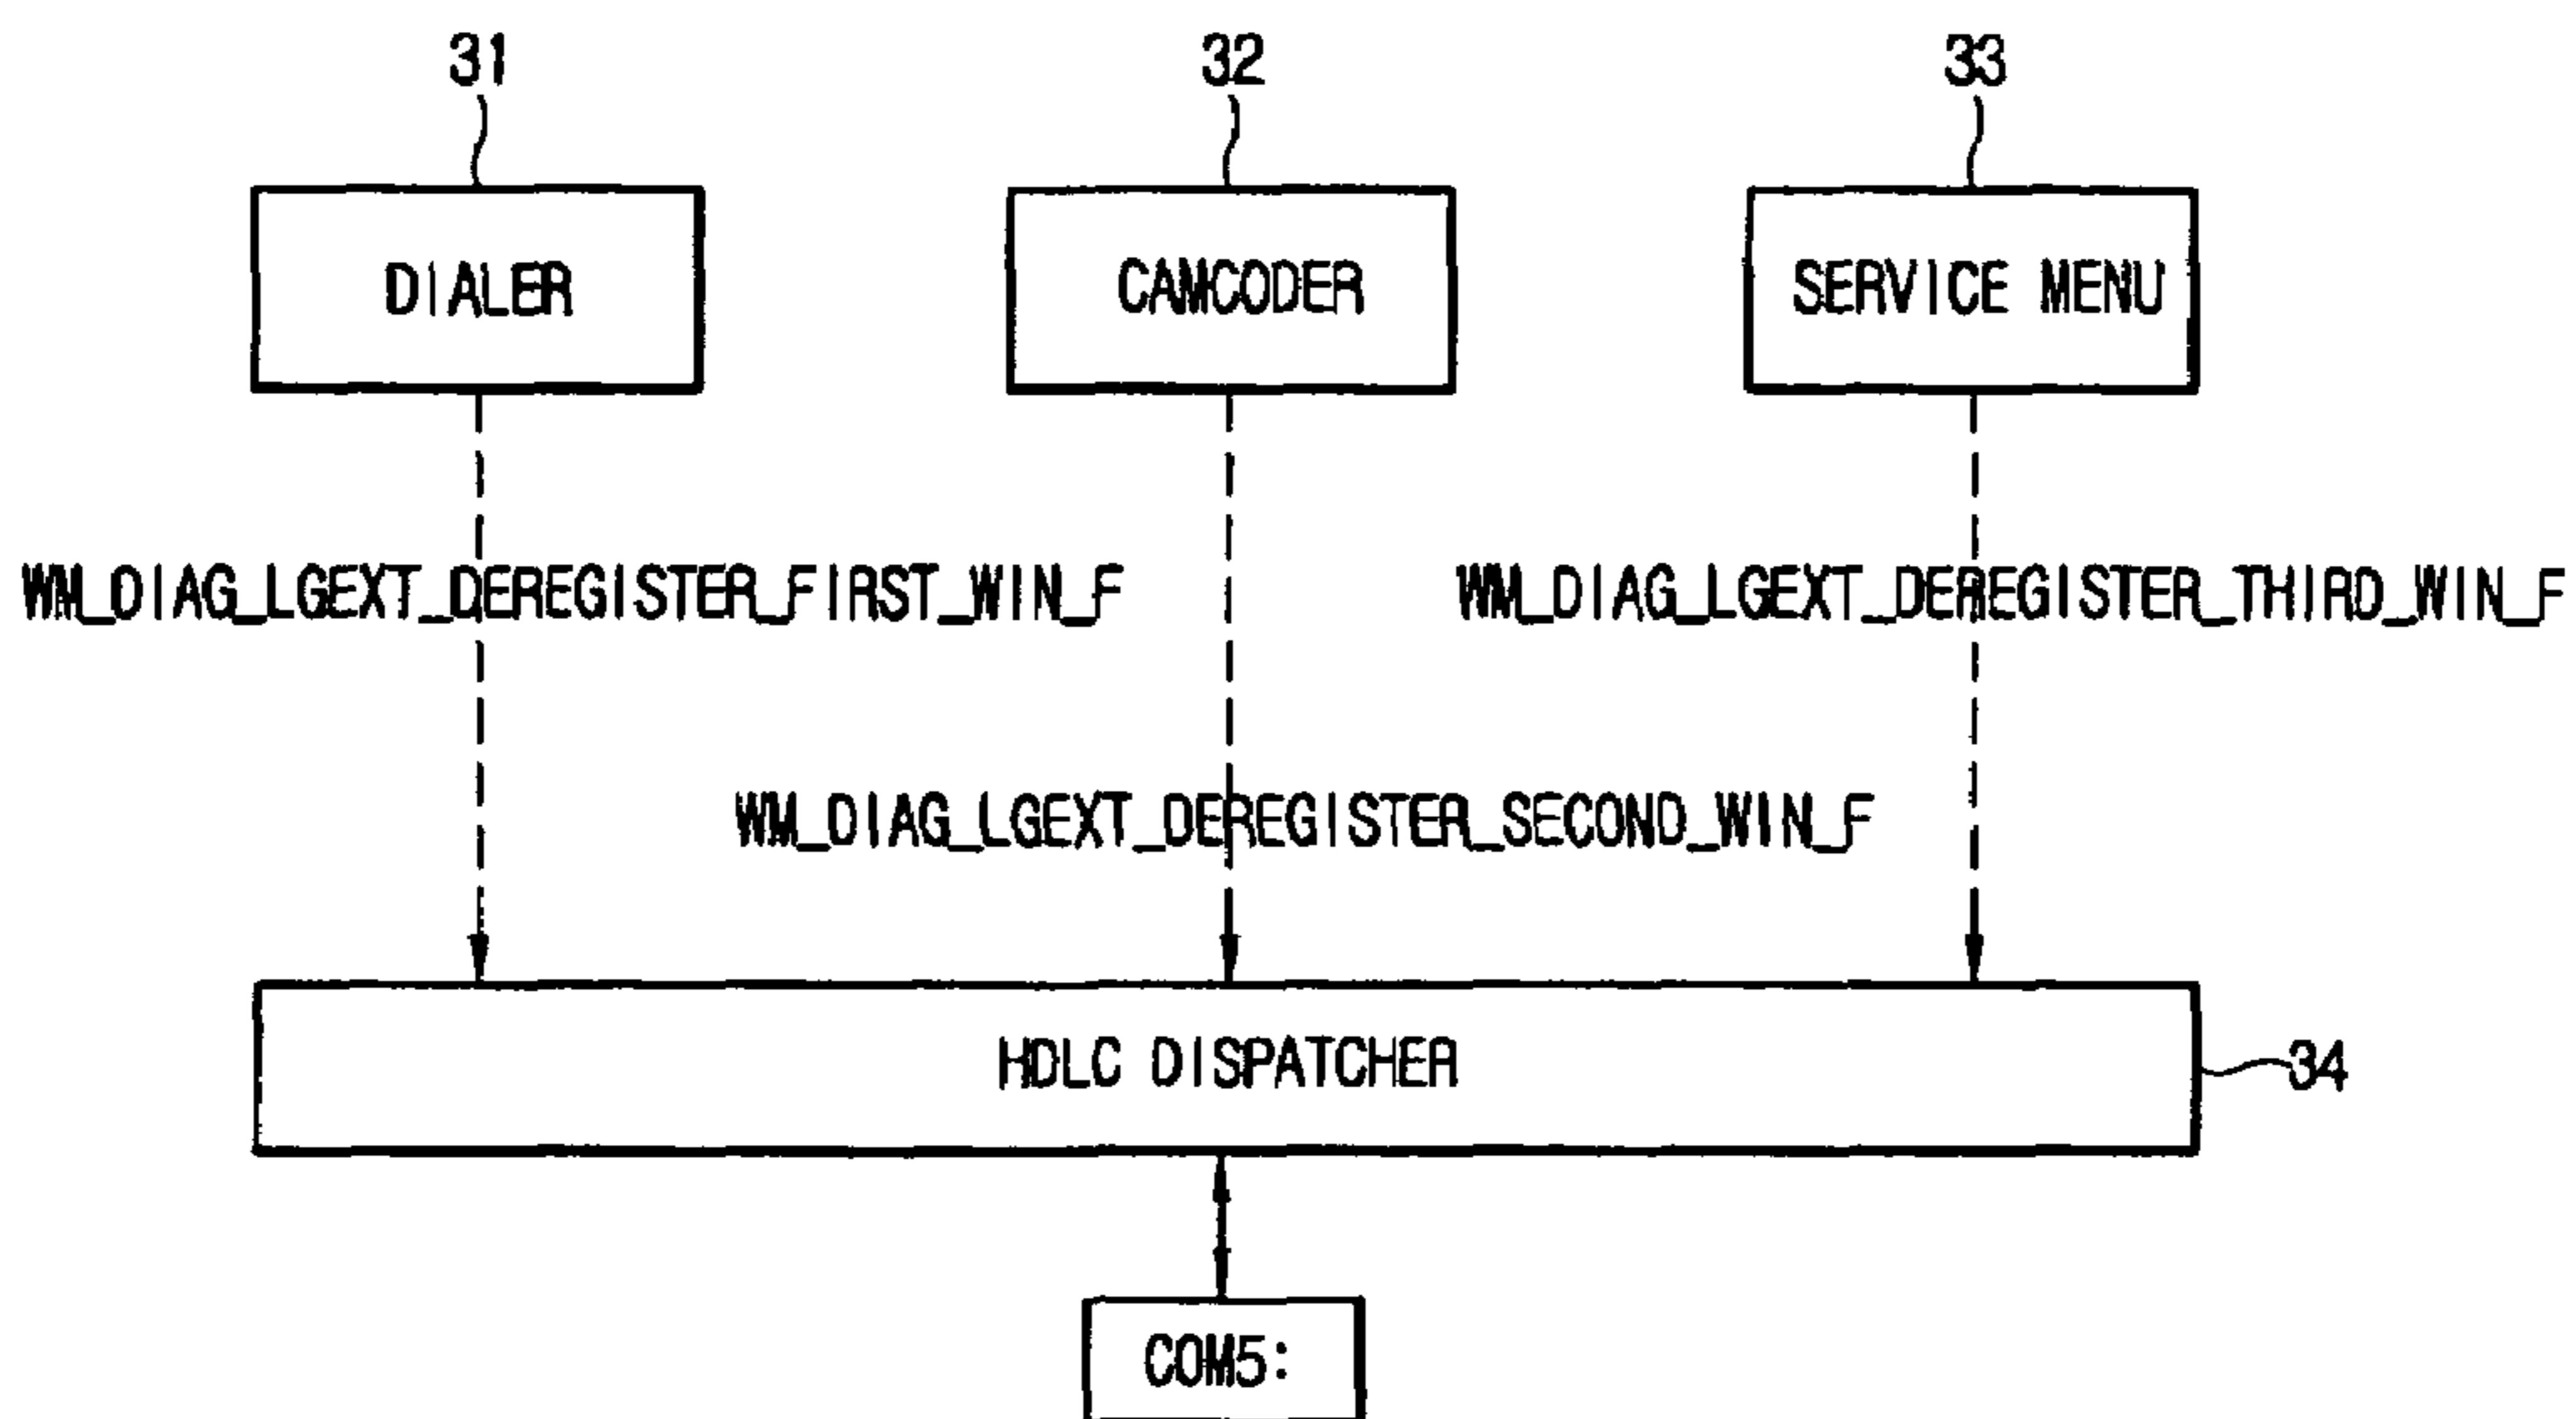 31
32
33
DIALER
CAMCODER
SERVICE MENU
WM_DIAG_LGEXT_DEREGISTER_FIRST_WIN_F
WM_DIAG_LGEXT_DEREGISTER_THIRD_WIN_F
WM_DIAG_LGEXT_DEREGISTER_SECOND_WIN_F
HDLC DISPATCHER
34
COM5: